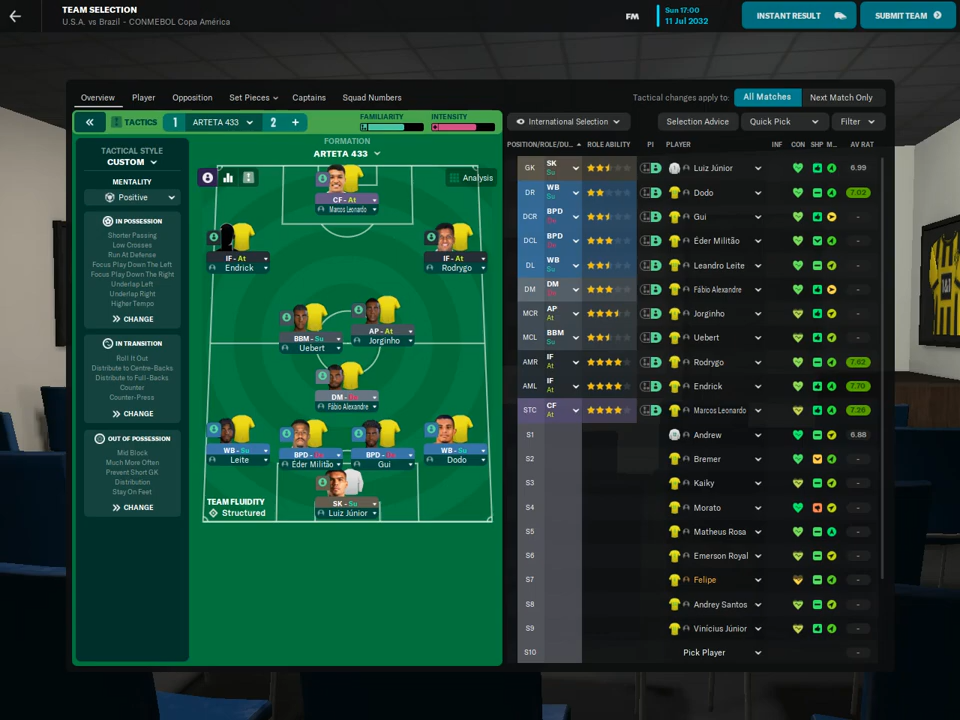 TEAM SELECTION
U.S.A. vs Brazil - CONMEBOL Copa América
FM
Sun 17:00
11 Jul 2032
INSTANT RESULT
SUBMIT TEAM
Overview Player Opposition Set Pieces Captains Squad Numbers
Tactical changes apply to: All Matches Next Match Only
TACTICS 1 ARTETA 433 2 +
FAMILIARITY
INTENSITY
International Selection
Selection Advice
Quick Pick
Filter
TACTICAL STYLE
CUSTOM
MENTALITY
Positive
IN POSSESSION
Shorter Passing
Low Crosses
Run At Defense
Focus Play Down The Left
Focus Play Down The Right
Underlap Left
Underlap Right
Higher Tempo
CHANGE
IN TRANSITION
Roll It Out
Distribute to Centre-Backs
Distribute to Full-Backs
Counter
Counter-Press
CHANGE
OUT OF POSSESSION
Mid Block
Much More Often
Prevent Short GK
Distribution
Stay On Feet
CHANGE
FORMATION
ARTETA 433
Analysis
CF - At
Marcos Leonardo
IF - At
Endrick
IF - At
Rodrygo
BBM - Su
Uebert
AP - At
Jorginho
DM - De
Fábio Alexandre
WB - Su
Leite
BPD - De
Éder Militão
BPD - De
Gui
WB - Su
Dodo
SK - Su
Luiz Júnior
TEAM FLUIDITY
Structured
POSITION/ROLE/DU... ROLE ABILITY PI PLAYER INF CON SHP M... AV RAT
GK SK Su Luiz Júnior 6.99
DR WB Su Dodo 7.02
DCR BPD De Gui -
DCL BPD De Éder Militão -
DL WB Su Leandro Leite -
DM DM De Fábio Alexandre -
MCR AP At Jorginho -
MCL BBM Su Uebert -
AMR IF At Rodrygo 7.62
AML IF At Endrick 7.70
STC CF At Marcos Leonardo 7.26
S1 Andrew 6.88
S2 Bremer -
S3 Kaiky -
S4 Morato -
S5 Matheus Rosa -
S6 Emerson Royal -
S7 Felipe -
S8 Andrey Santos -
S9 Vinícius Júnior -
S10 Pick Player -
1&1